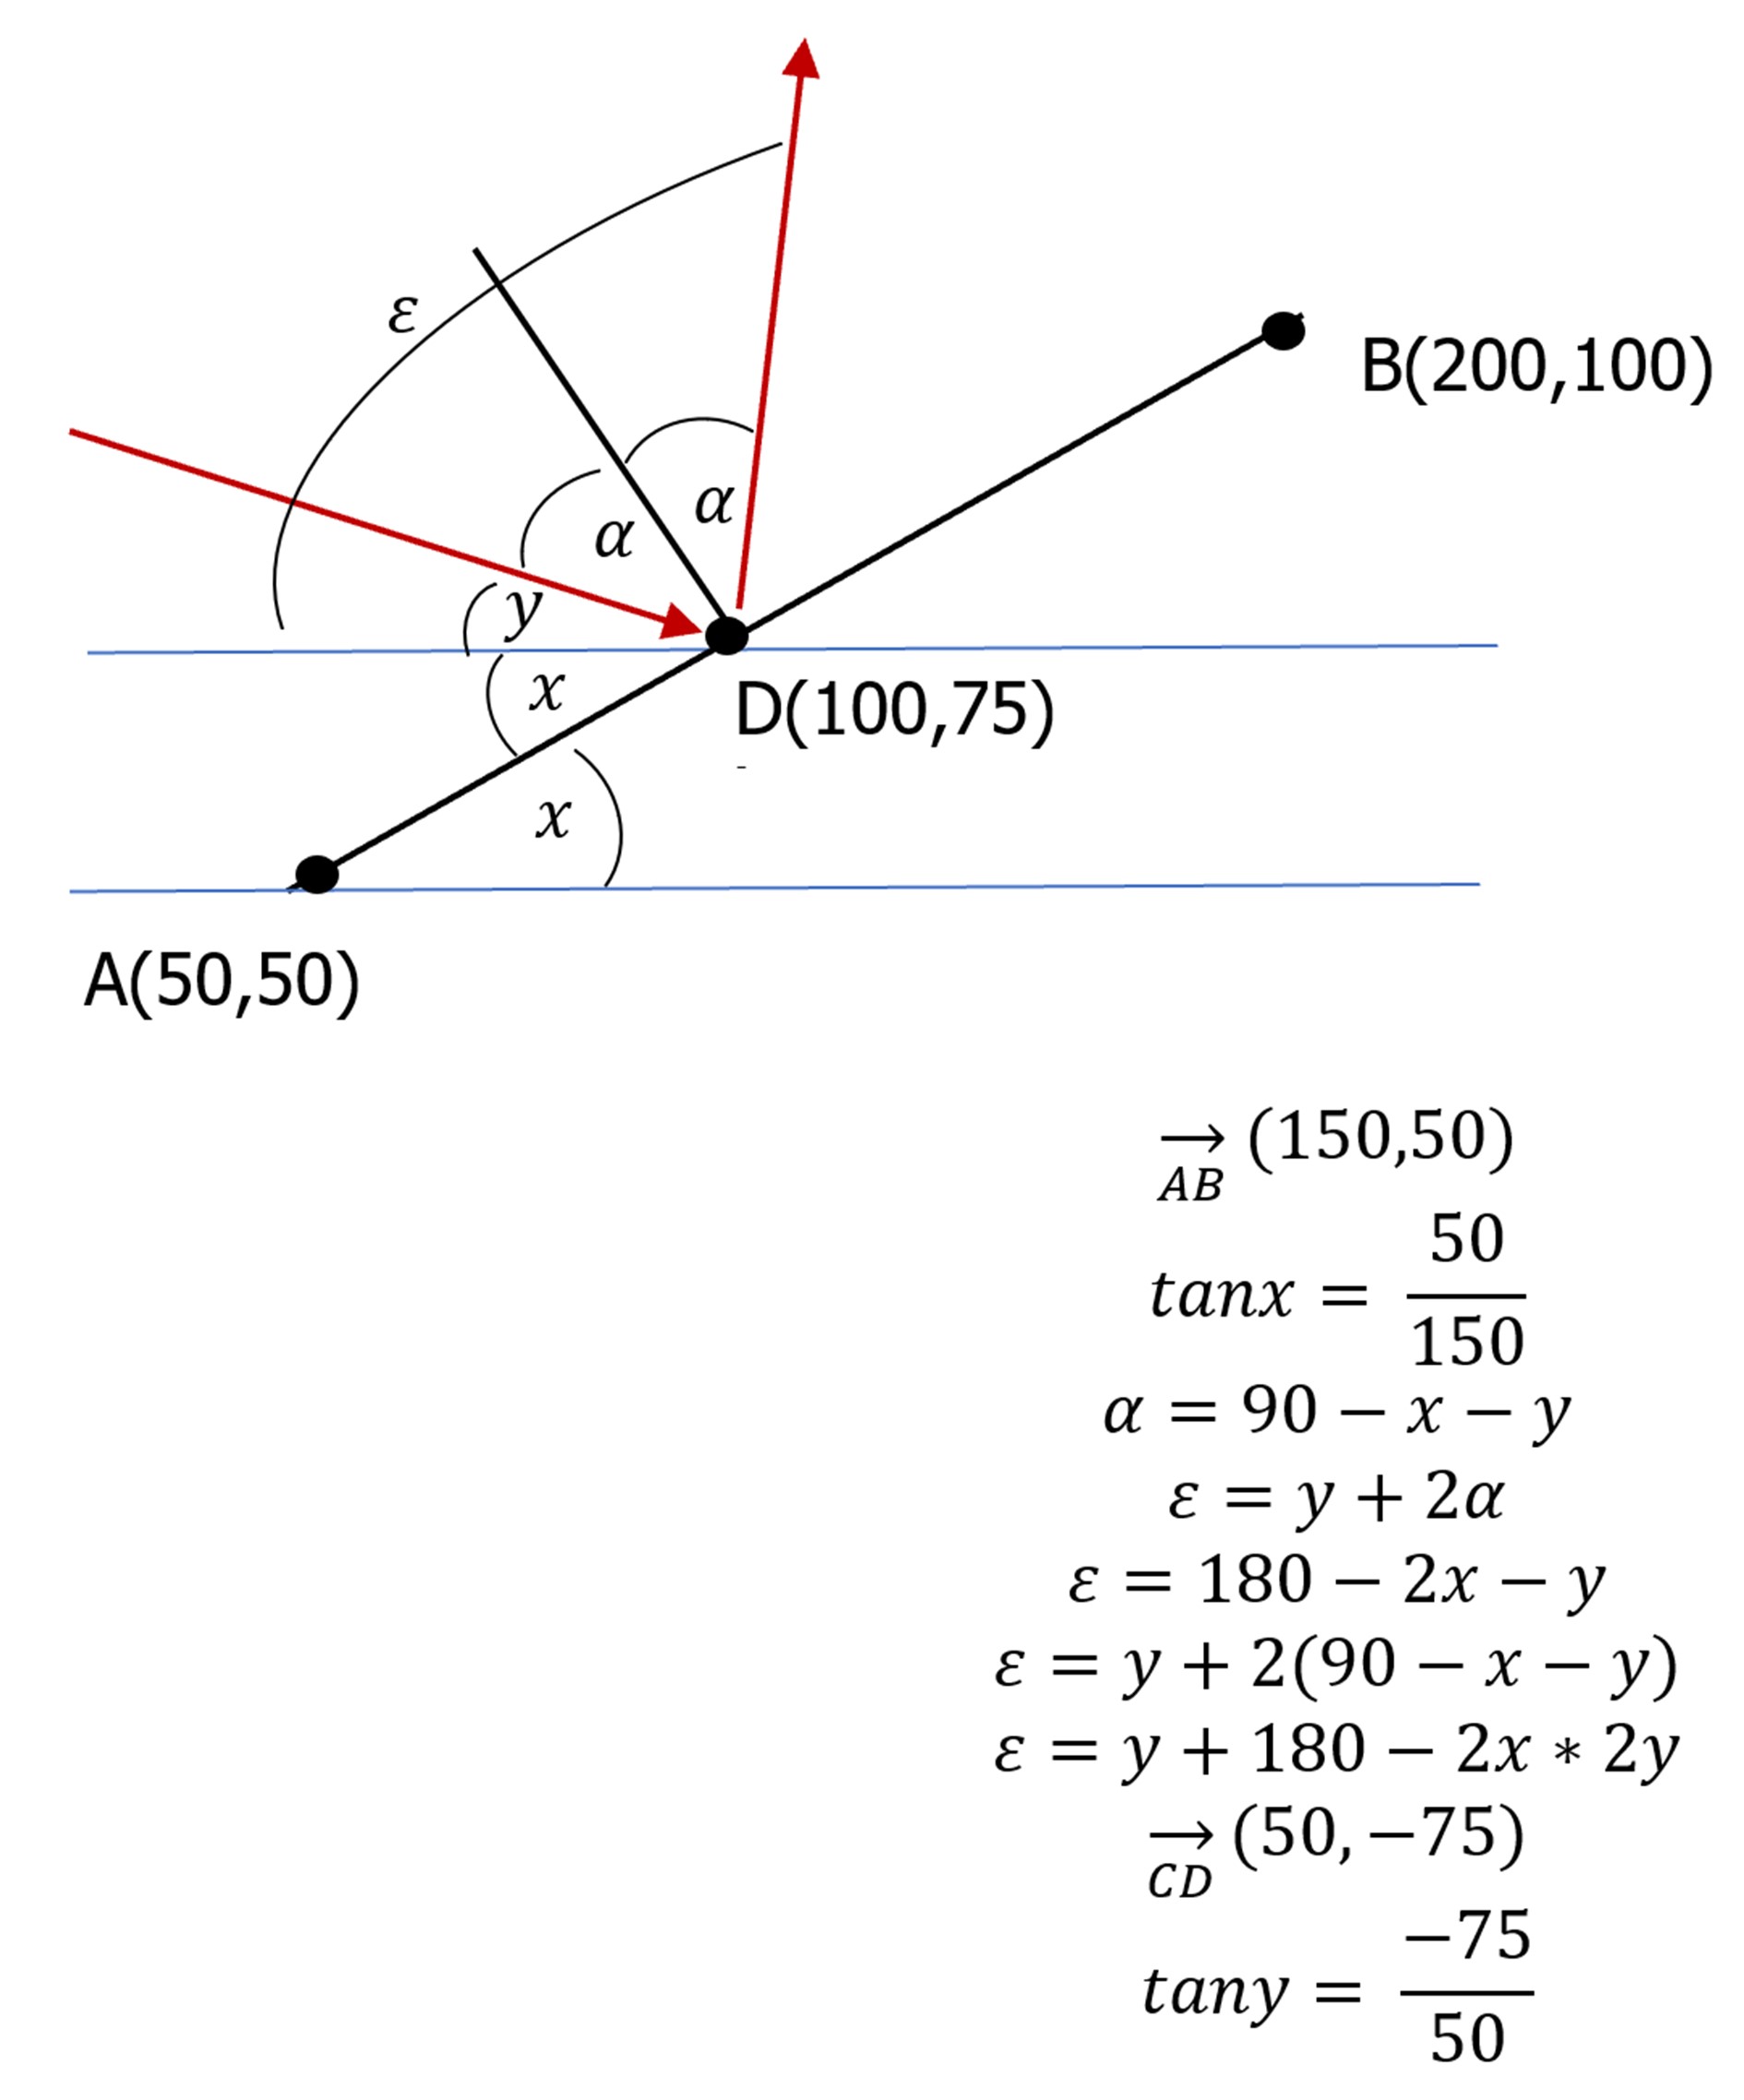 ε
B(200,100)
α
α
y
x
D(100,75)
x
A(50,50)
→ (150,50)
AB
tanx = 50/150
α = 90 − x − y
ε = y + 2α
ε = 180 − 2x − y
ε = y + 2(90 − x − y)
ε = y + 180 − 2x ∗ 2y
→ (50, −75)
CD
tany = −75/50